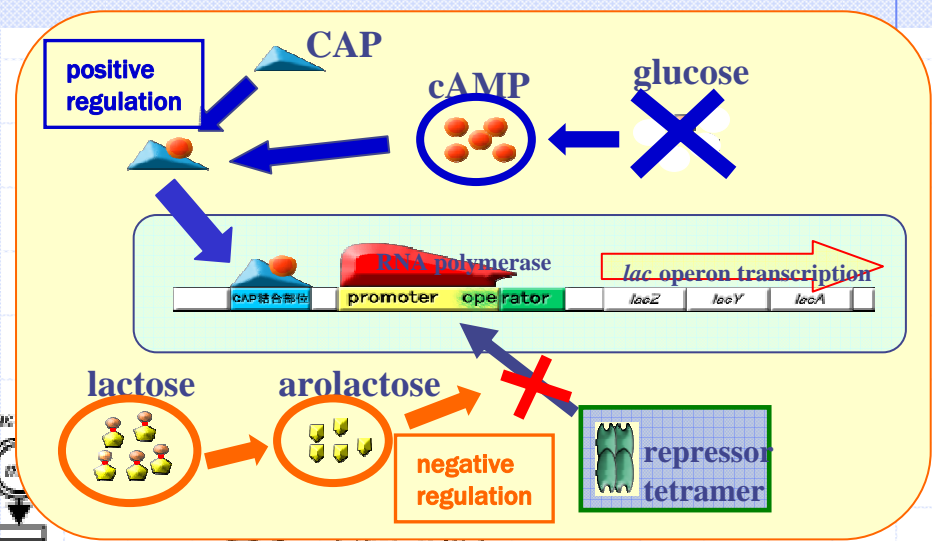 positive
regulation
CAP
cAMP
glucose
RNA polymerase
lac operon transcription
CAP結合部位
promoter
operator
lacZ
lacY
lacA
lactose
arolactose
negative
regulation
repressor
tetramer